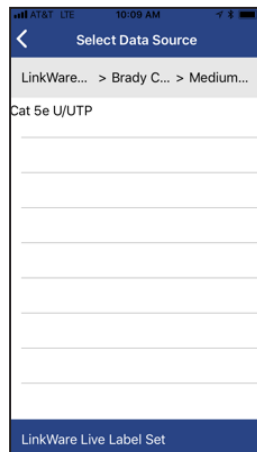 AT&T LTE 10:09 AM
Select Data Source
LinkWare... > Brady C... > Medium...
Cat 5e U/UTP
LinkWare Live Label Set